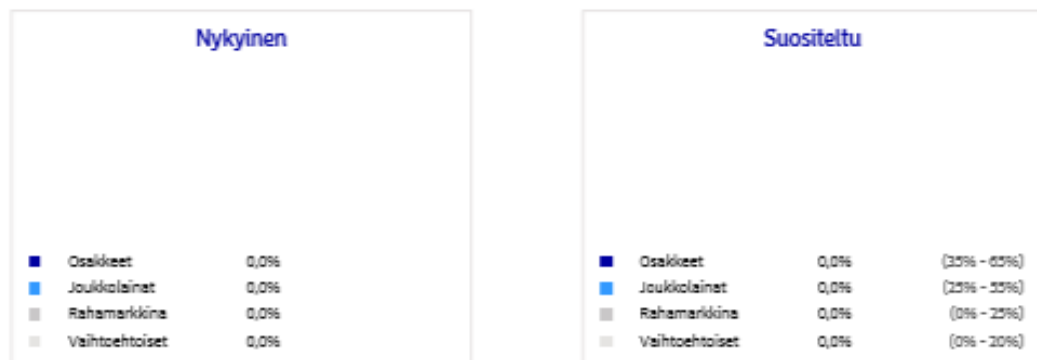 Nykyinen
Osakkeet 0,0%
Joukkolainat 0,0%
Rahamarkkina 0,0%
Vaihtoehtoiset 0,0%
Suositeltu
Osakkeet 0,0% (35% - 65%)
Joukkolainat 0,0% (25% - 55%)
Rahamarkkina 0,0% (0% - 25%)
Vaihtoehtoiset 0,0% (0% - 20%)